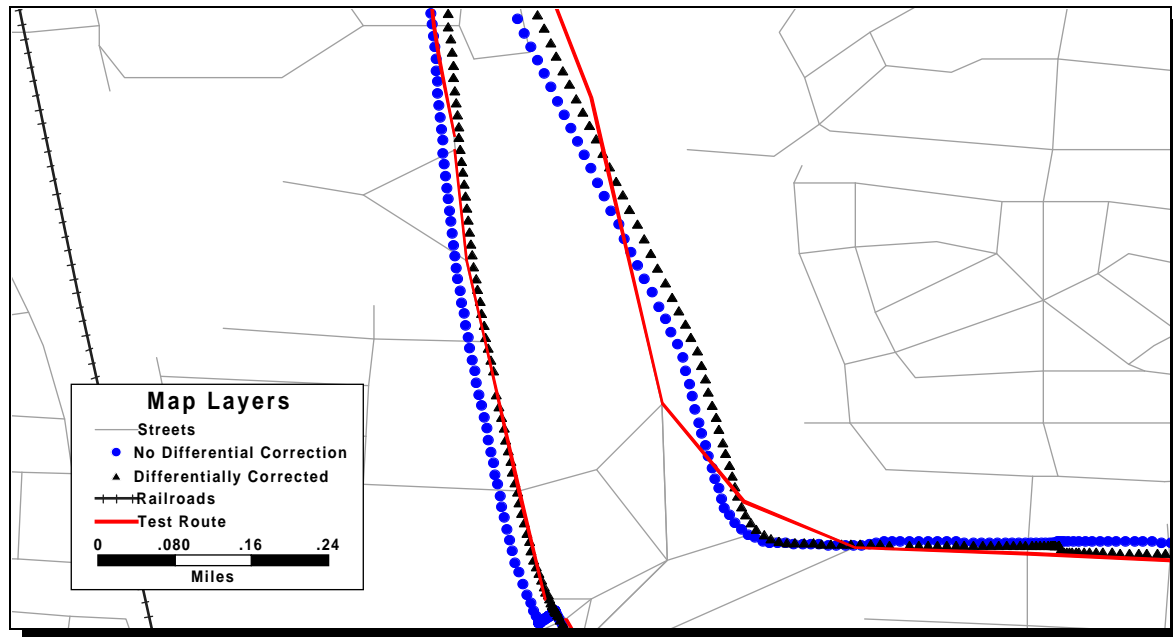 Map Layers
Streets
No Differential Correction
Differentially Corrected
Railroads
Test Route
0 .080 .16 .24
Miles